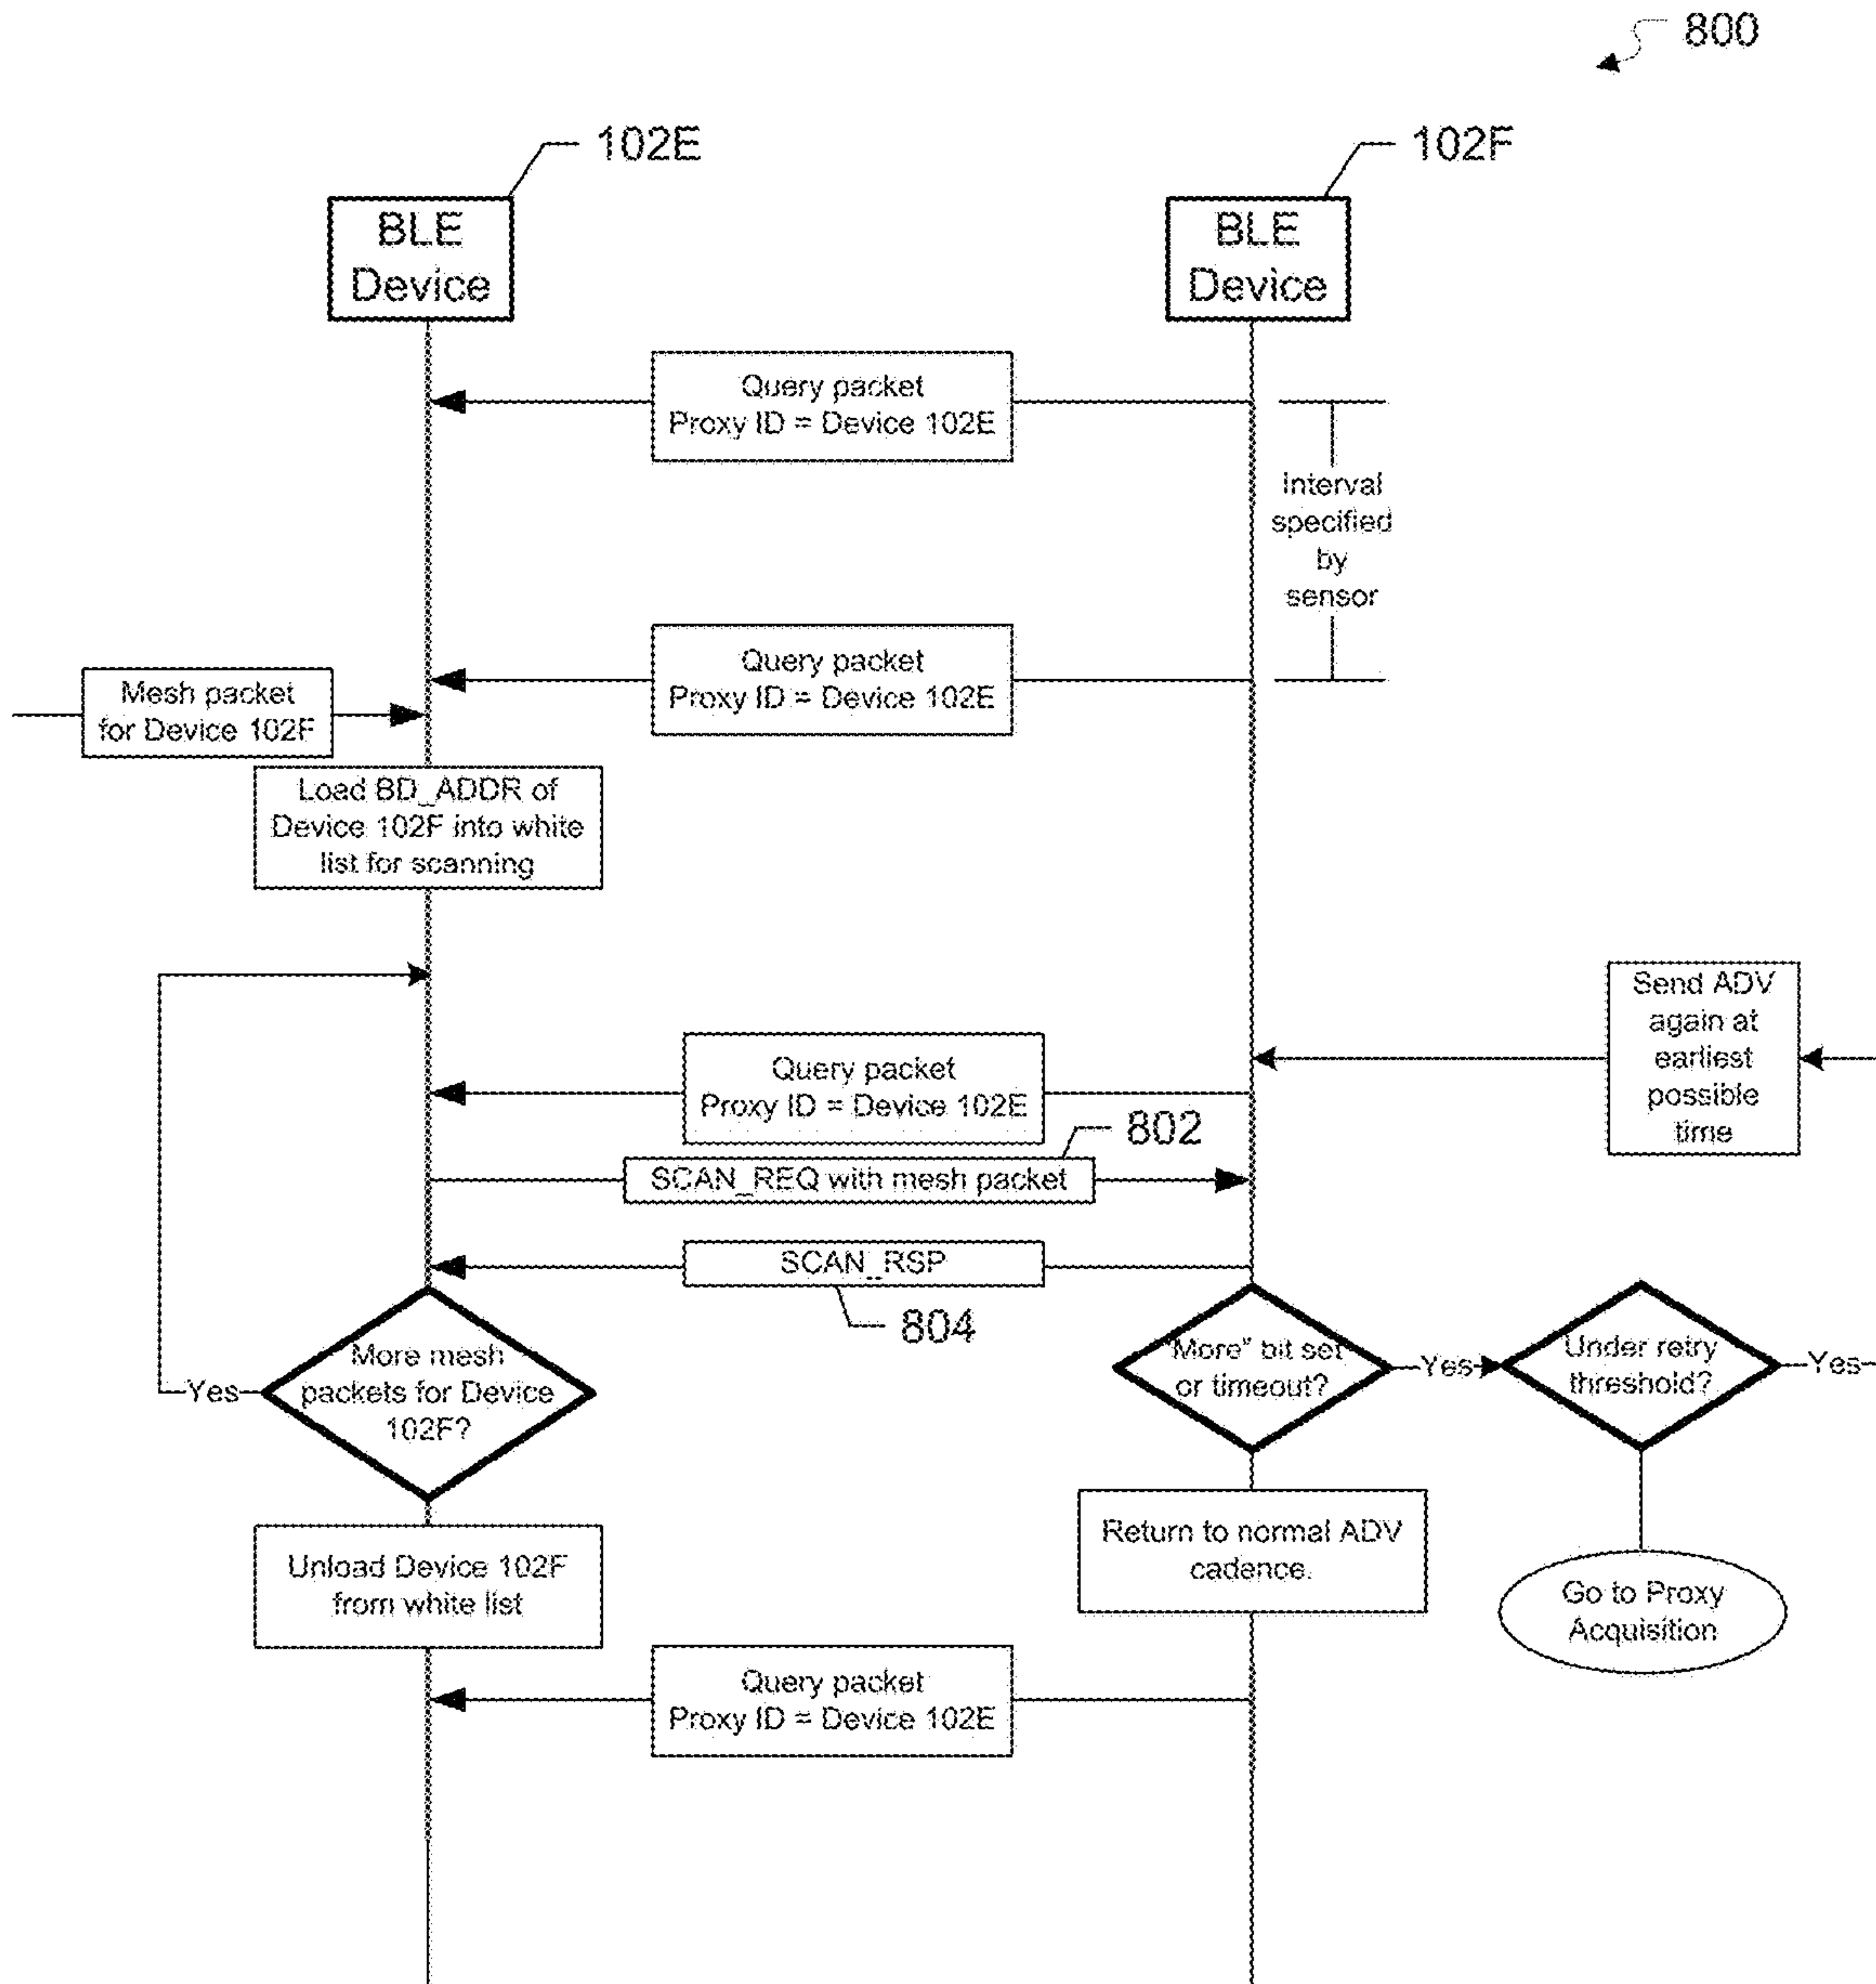 800
102E
102F
BLE
Device
BLE
Device
Query packet
Proxy ID = Device 102E
Interval
specified
by
sensor
Query packet
Proxy ID = Device 102E
Mesh packet
for Device 102F
Load BD_ADDR of
Device 102F into white
list for scanning
Send ADV
again at
earliest
possible
time
Query packet
Proxy ID = Device 102E
802
SCAN_REQ with mesh packet
SCAN_RSP
804
More mesh
packets for Device
102F?
Yes
"More" bit set
or timeout?
Yes
Under retry
threshold?
Yes
Unload Device 102F
from white list
Return to normal ADV
cadence.
Go to Proxy
Acquisition
Query packet
Proxy ID = Device 102E